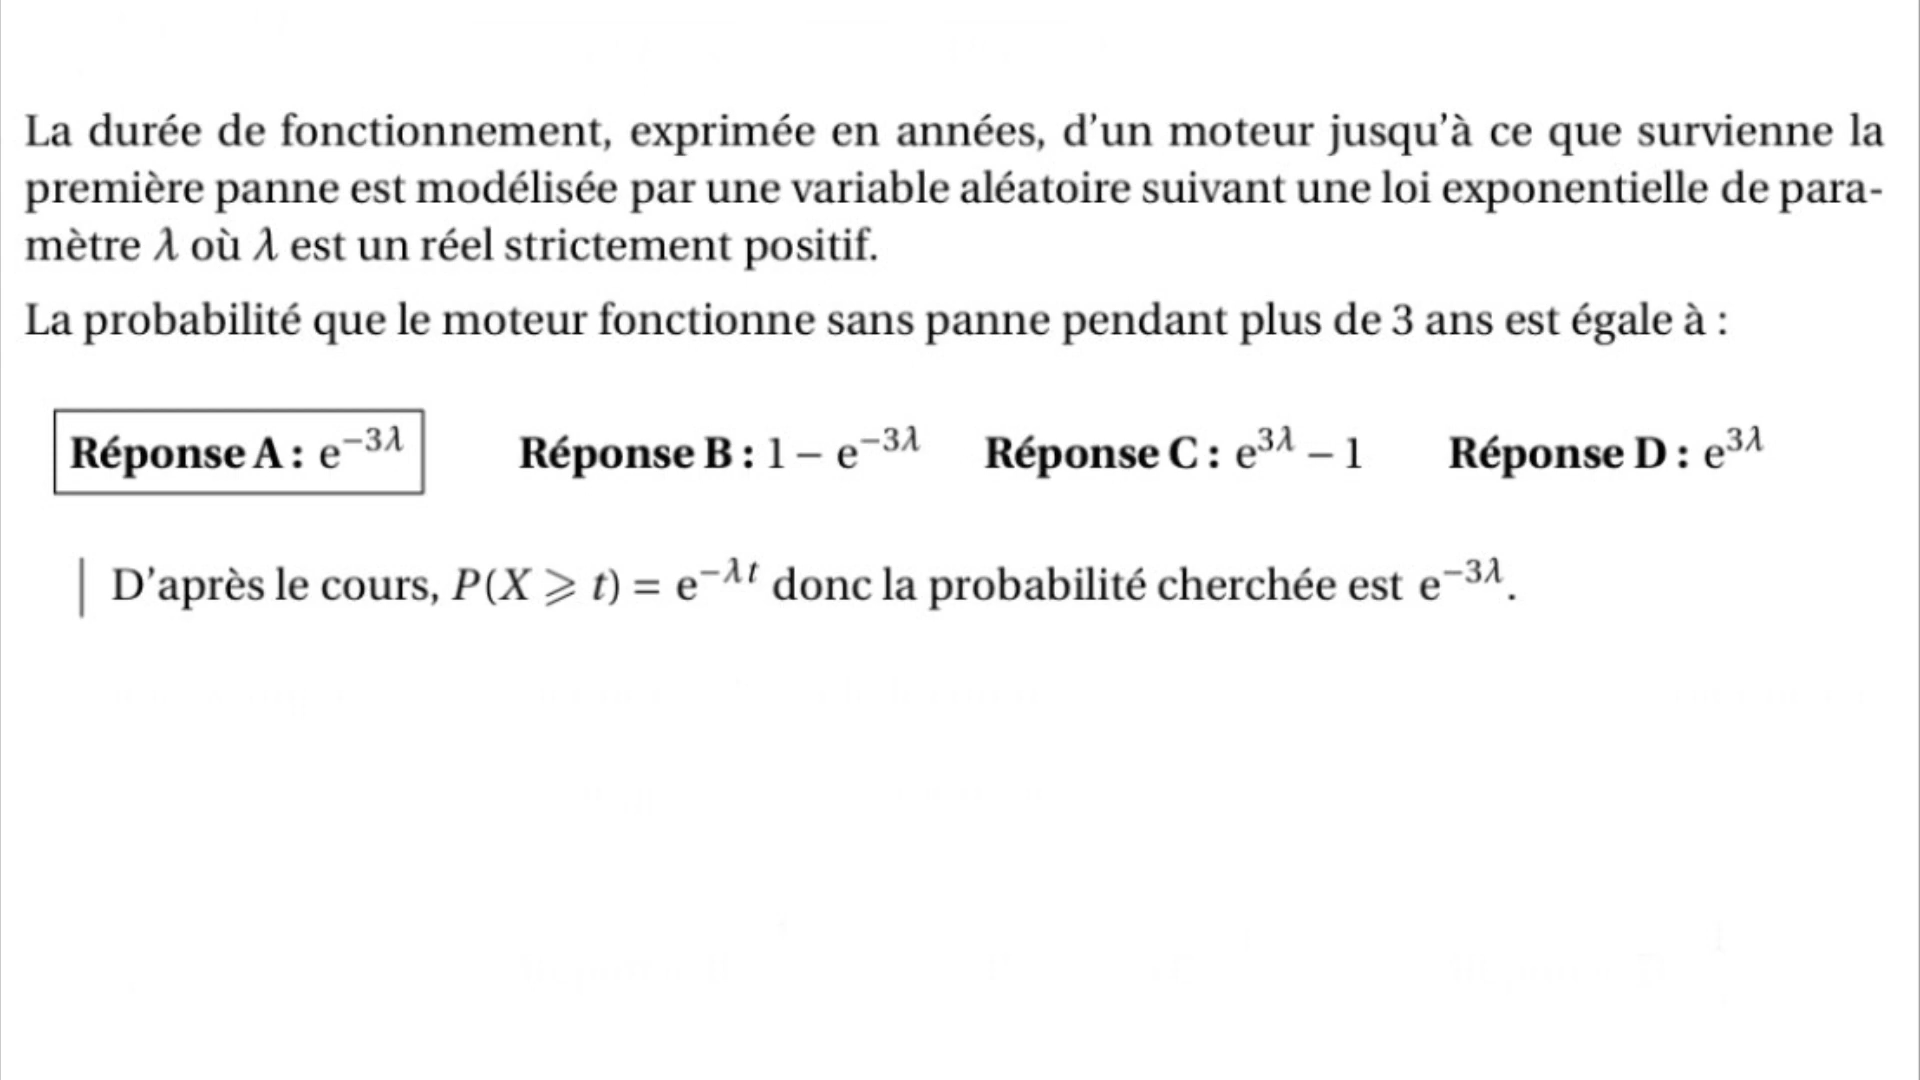 La durée de fonctionnement, exprimée en années, d'un moteur jusqu'à ce que survienne la
première panne est modélisée par une variable aléatoire suivant une loi exponentielle de para-
mètre λ où λ est un réel strictement positif.
La probabilité que le moteur fonctionne sans panne pendant plus de 3 ans est égale à :
Réponse A : e^{−3λ} Réponse B : 1 − e^{−3λ} Réponse C : e^{3λ} − 1 Réponse D : e^{3λ}
D'après le cours, P(X ⩾ t) = e^{−λt} donc la probabilité cherchée est e^{−3λ}.